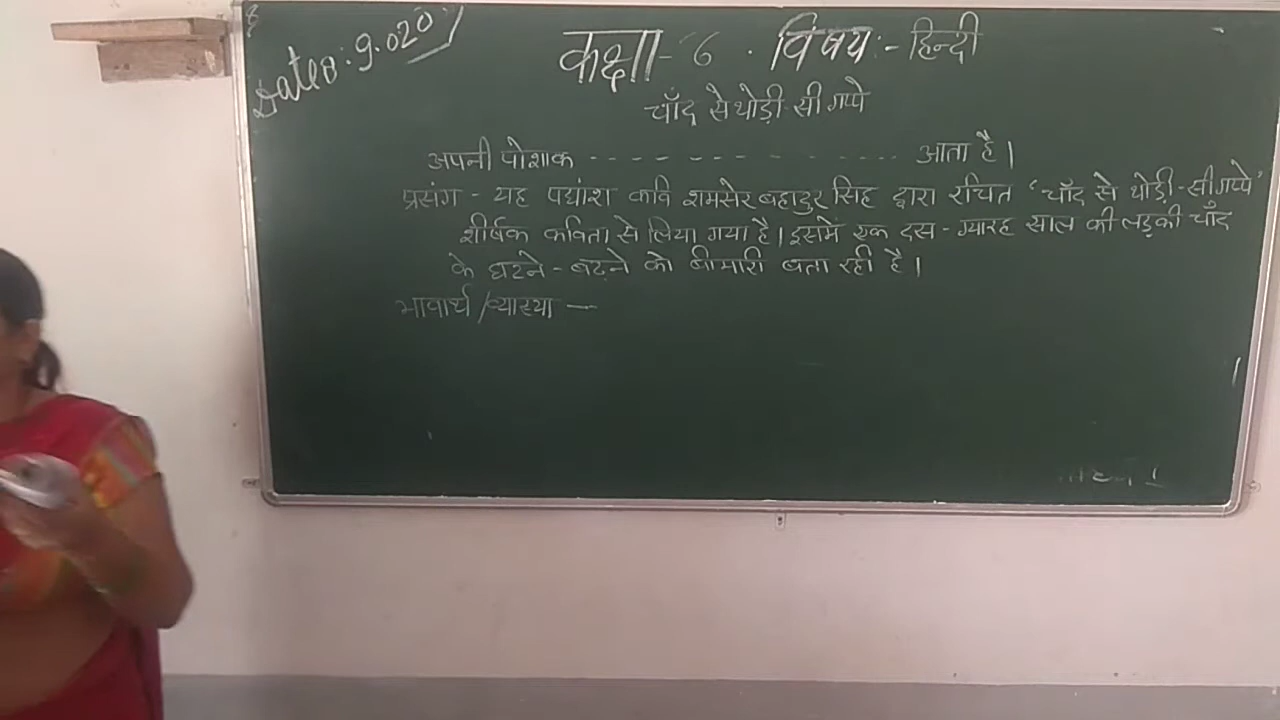 Date 8.9.020
कक्षा - 6 . विषय :- हिन्दी
चाँद से थोड़ी सी गप्पे
अपनी पोशाक - - - - - - - - - - - - - - - आता है।
प्रसंग - यह पद्यांश कवि शमसेर बहादुर सिंह द्वारा रचित 'चाँद से थोड़ी-सी गप्पे'
शीर्षक कविता से लिया गया है। इसमें एक दस - ग्यारह साल की लड़की चाँद
के घटने - बढ़ने को बीमारी बता रही है।
भावार्थ / व्याख्या —